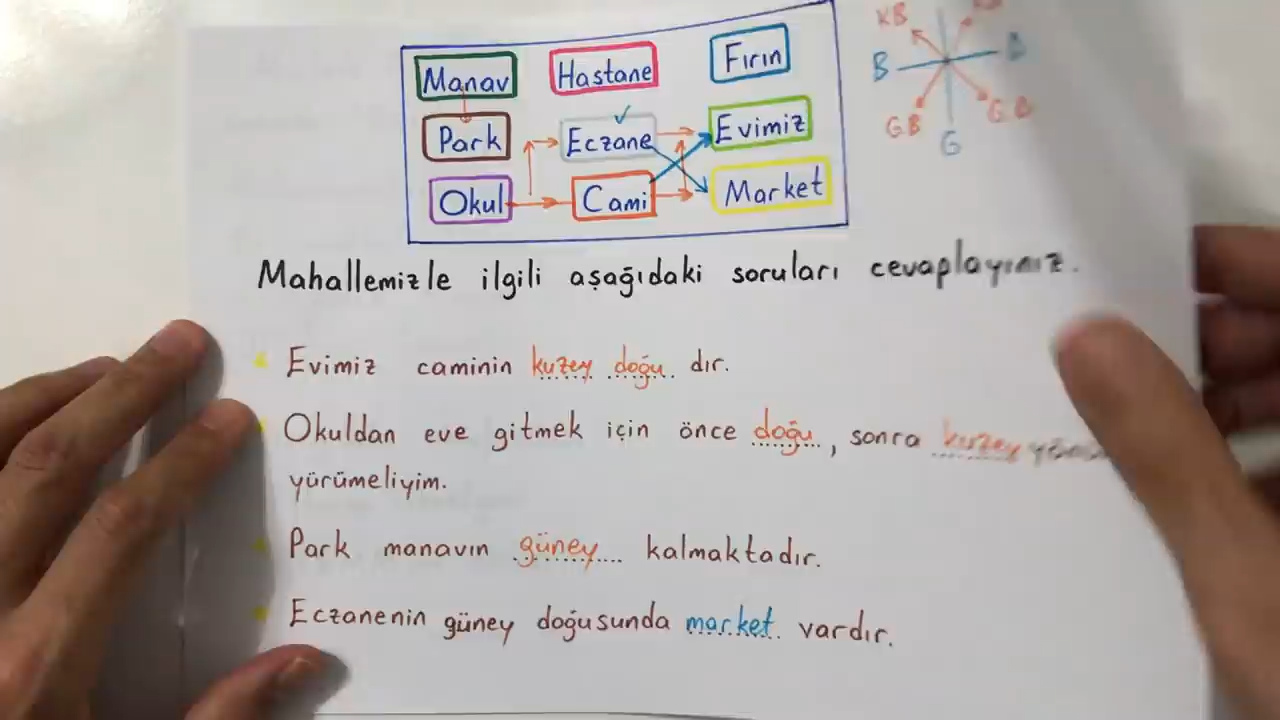 Manav Hastane Fırın
Park Eczane Evimiz
Okul Cami Market
KB
B
GB G.D
G
Mahallemizle ilgili aşağıdaki soruları cevaplayınız.
Evimiz caminin kuzey doğu dır.
Okuldan eve gitmek için önce doğu, sonra kuzey
yürümeliyim.
Park manavın güney.... kalmaktadır.
Eczanenin güney doğusunda market. vardır.